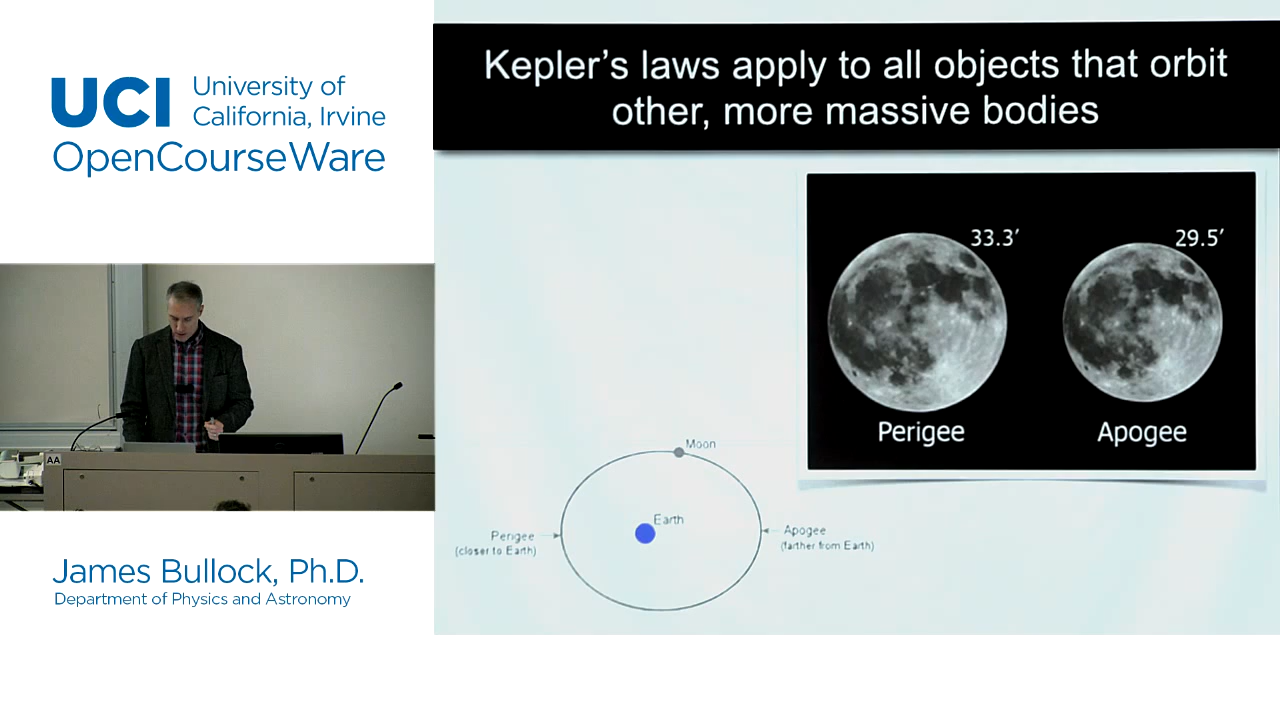 UCI University of
California, Irvine
OpenCourseWare
Kepler's laws apply to all objects that orbit
other, more massive bodies
33.3′
29.5′
Perigee
Apogee
Moon
Earth
Perigee
(closer to Earth)
Apogee
(farther from Earth)
AA
James Bullock, Ph.D.
Department of Physics and Astronomy